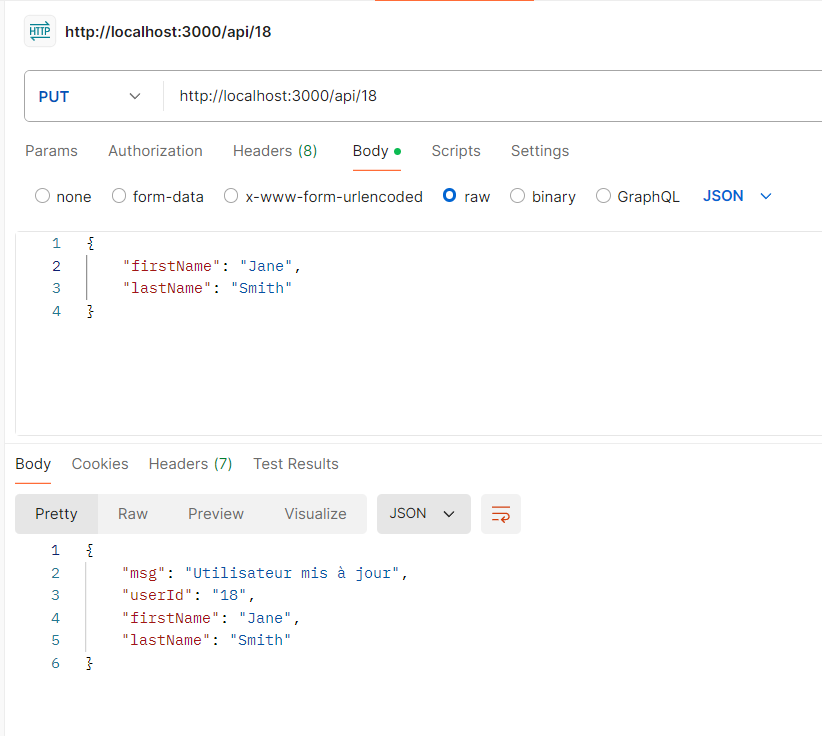 HTTP http://localhost:3000/api/18
PUT http://localhost:3000/api/18
Params Authorization Headers (8) Body Scripts Settings
none form-data x-www-form-urlencoded raw binary GraphQL JSON
1 {
2 "firstName": "Jane",
3 "lastName": "Smith"
4 }
Body Cookies Headers (7) Test Results
Pretty Raw Preview Visualize JSON
1 {
2 "msg": "Utilisateur mis à jour",
3 "userId": "18",
4 "firstName": "Jane",
5 "lastName": "Smith"
6 }